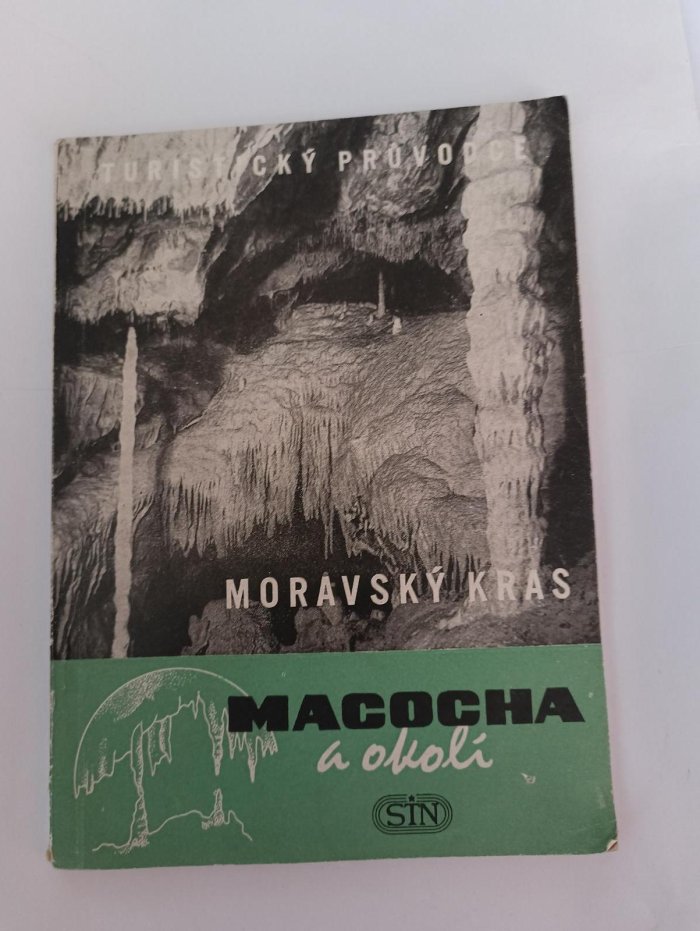 TURISTICKÝ PRŮVODCE
MORAVSKÝ KRAS
MACOCHA
a okolí
STN